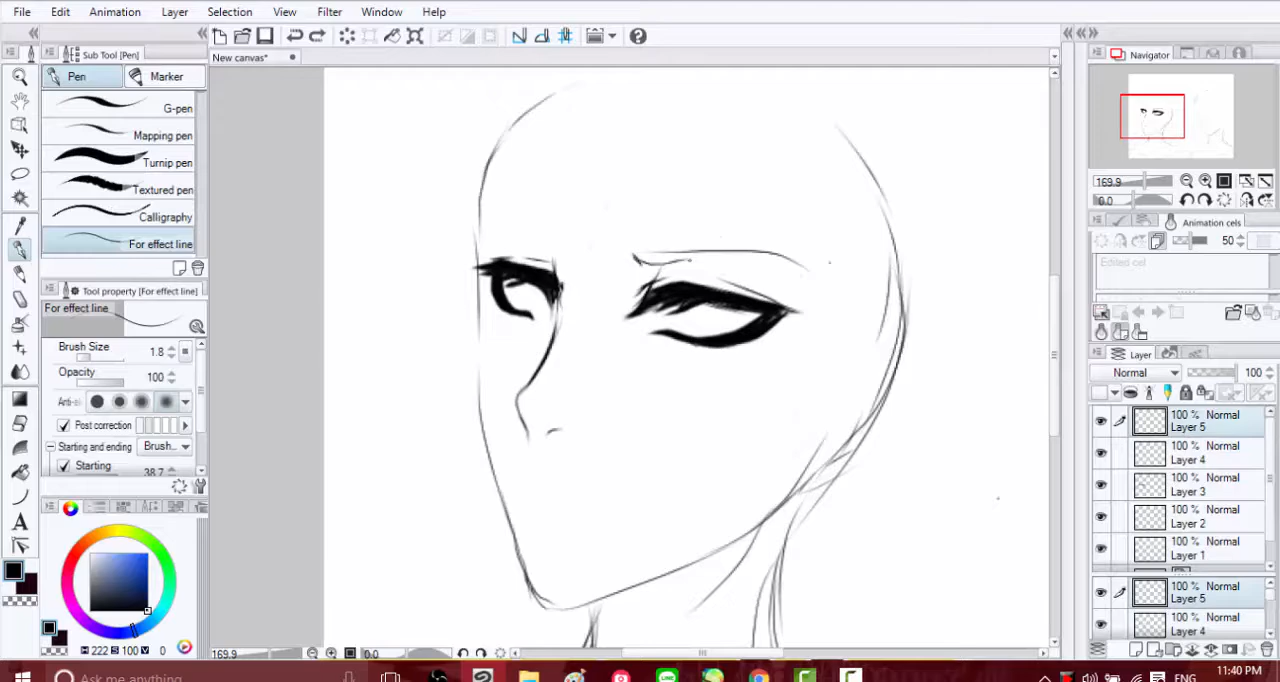 File Edit Animation Layer Selection View Filter Window Help
Sub Tool [Pen]
New canvas*
Navigator
Pen
Marker
G-pen
Mapping pen
Turnip pen
Textured pen
Calligraphy
For effect line
Tool property [For effect line]
For effect line
Brush Size 1.8
Opacity 100
Anti-
Post correction
Starting and ending Brush
Starting 38.7
H 222 S 100 V 0
169.9
0.0
169.9
0.0
Animation cels
50
Edited cel
Layer
Normal 100
100 % Normal
Layer 5
100 % Normal
Layer 4
100 % Normal
Layer 3
100 % Normal
Layer 2
100 % Normal
Layer 1
100 % Normal
Layer 5
100 % Normal
Layer 4
Ask me anything
11:40 PM